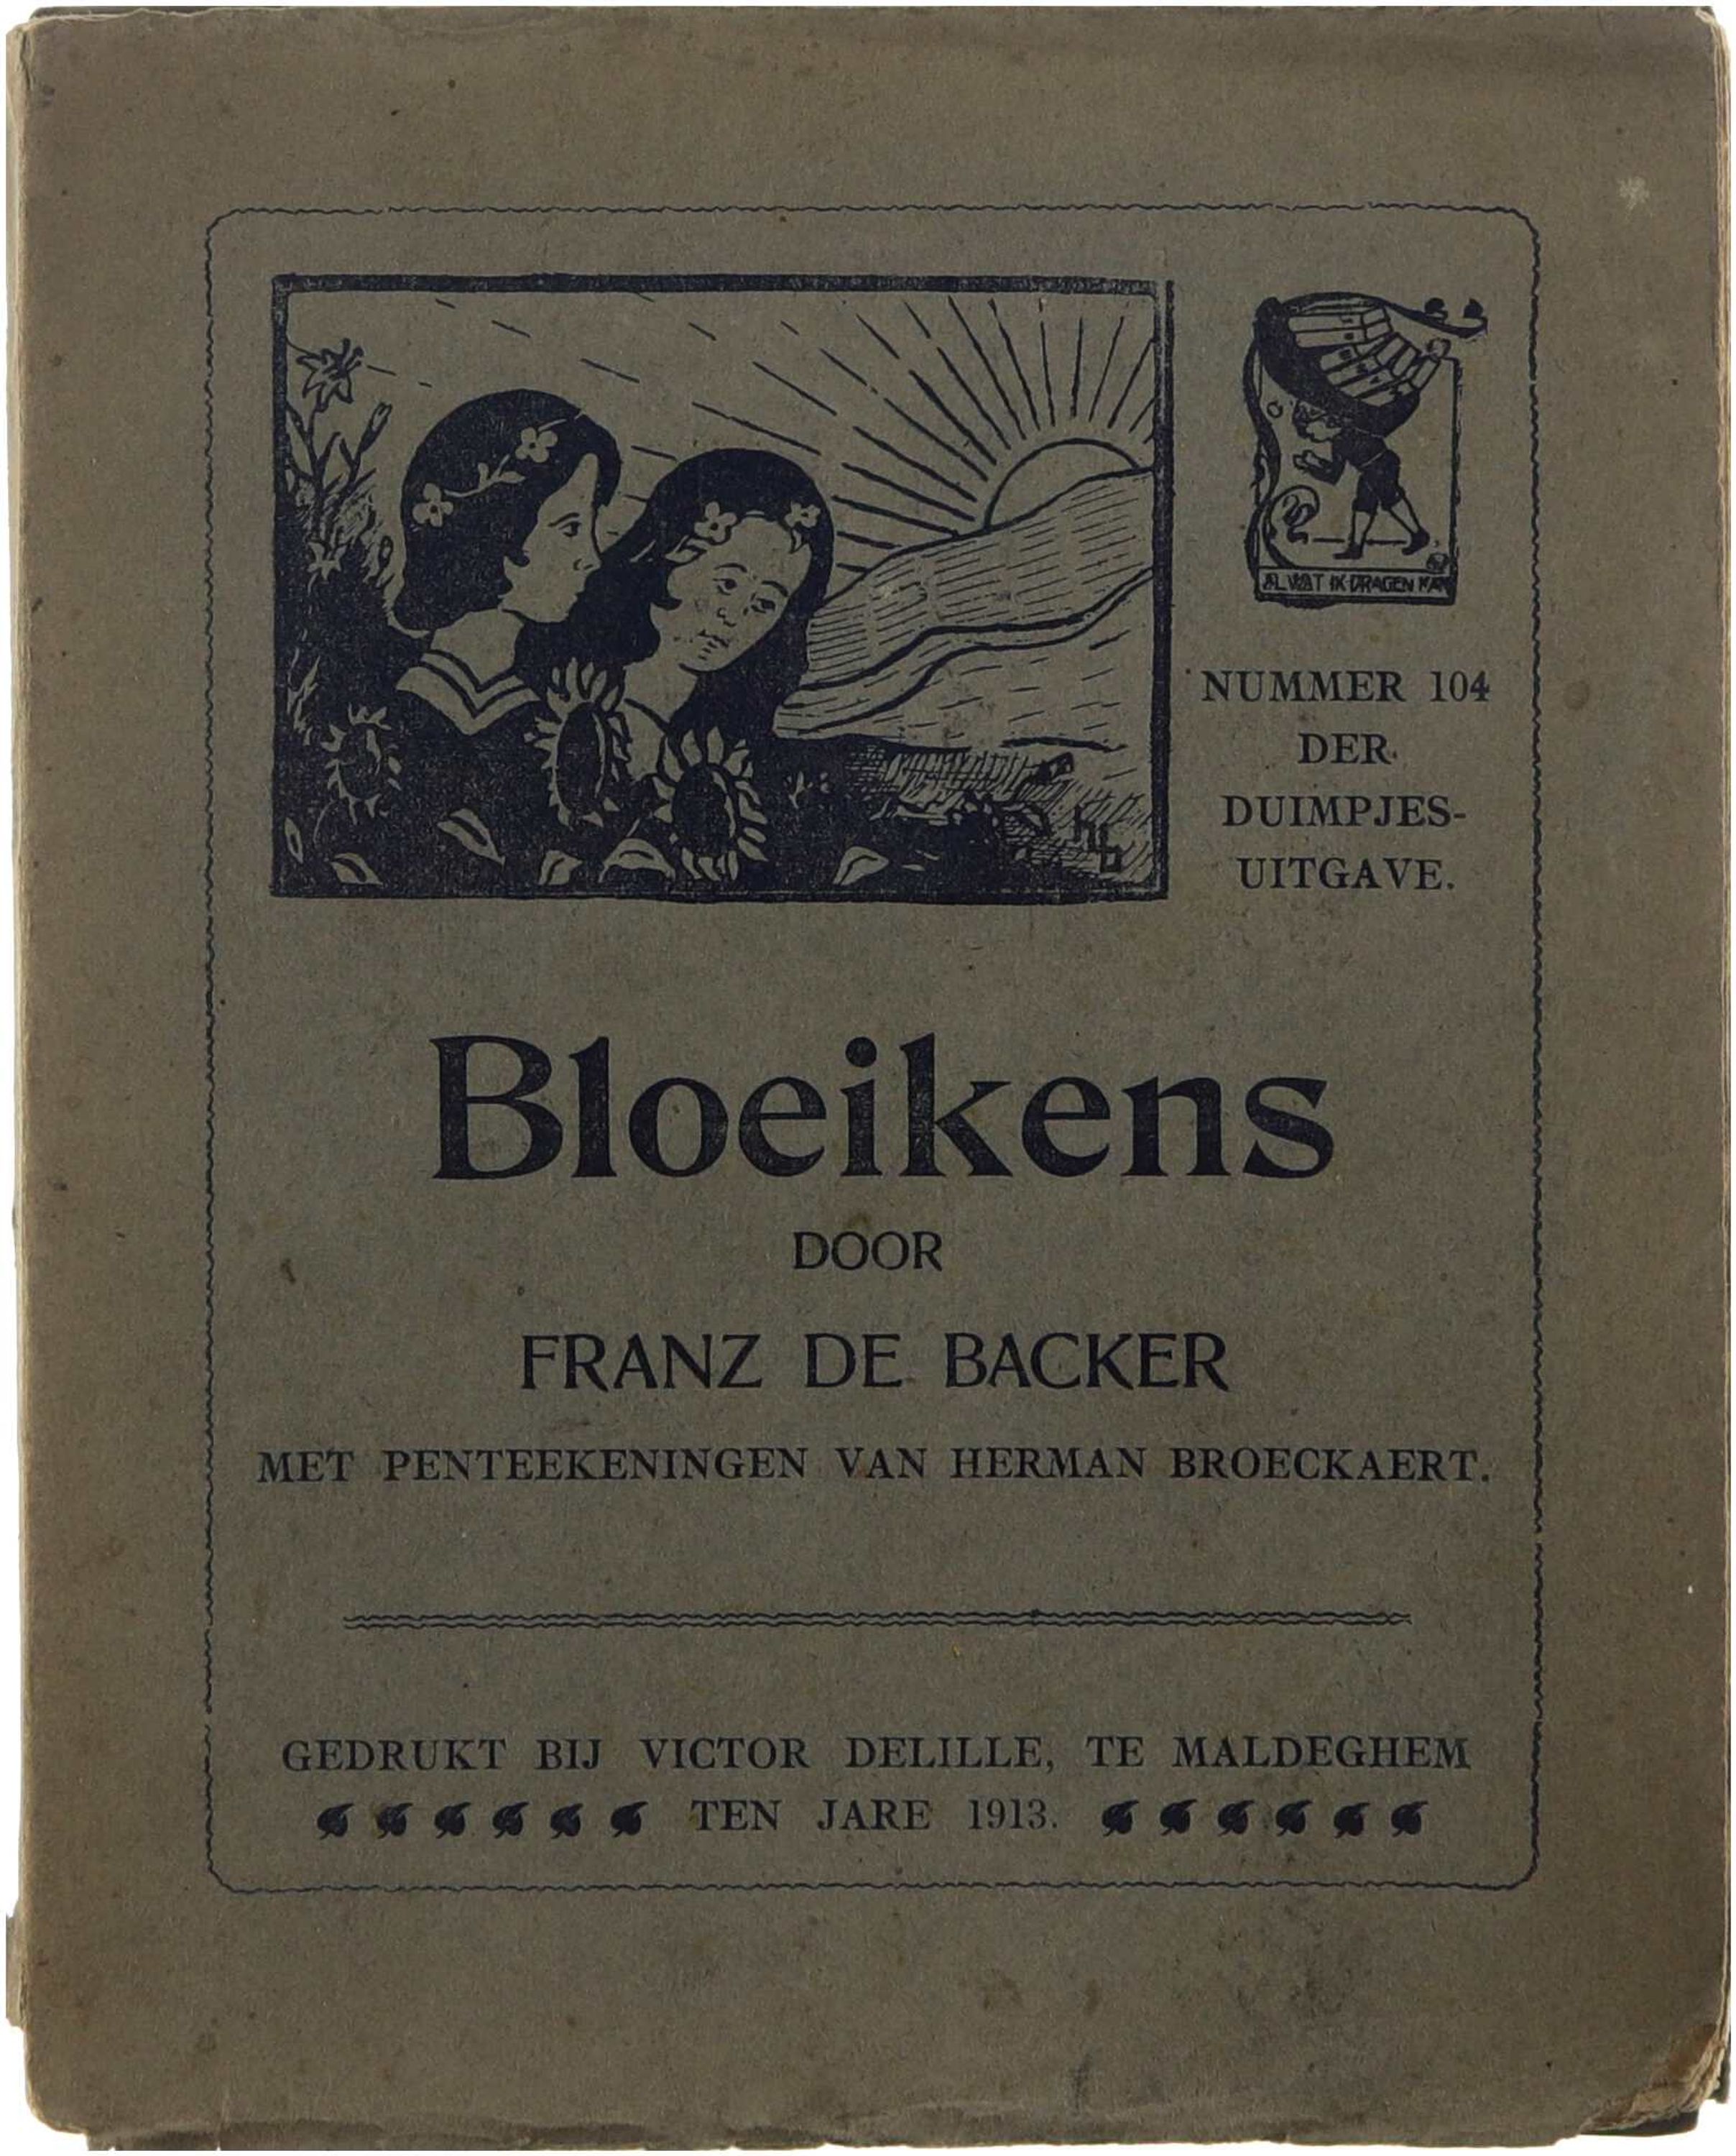 AL WAT IK DRAGEN KAN
NUMMER 104
DER
DUIMPJES-
UITGAVE.
hb
Bloeikens
DOOR
FRANZ DE BACKER
MET PENTEEKENINGEN VAN HERMAN BROECKAERT.
GEDRUKT BIJ VICTOR DELILLE, TE MALDEGHEM
TEN JARE 1913.